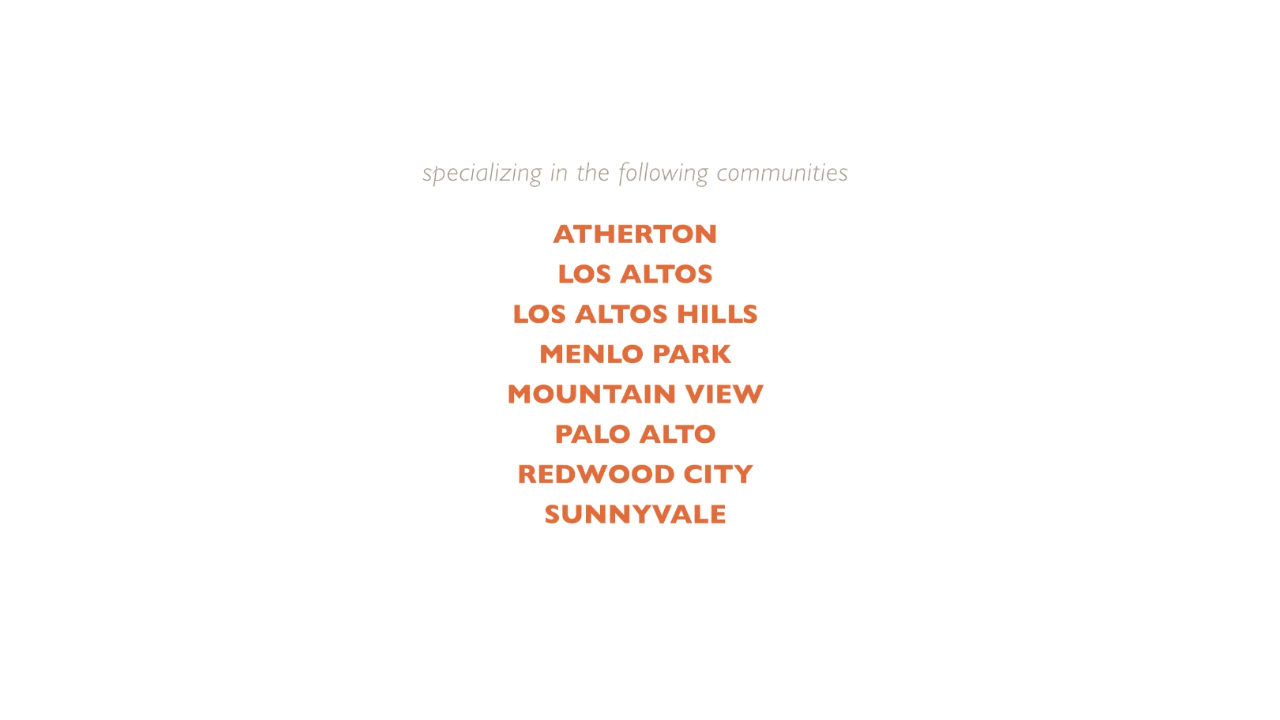 specializing in the following communities
ATHERTON
LOS ALTOS
LOS ALTOS HILLS
MENLO PARK
MOUNTAIN VIEW
PALO ALTO
REDWOOD CITY
SUNNYVALE